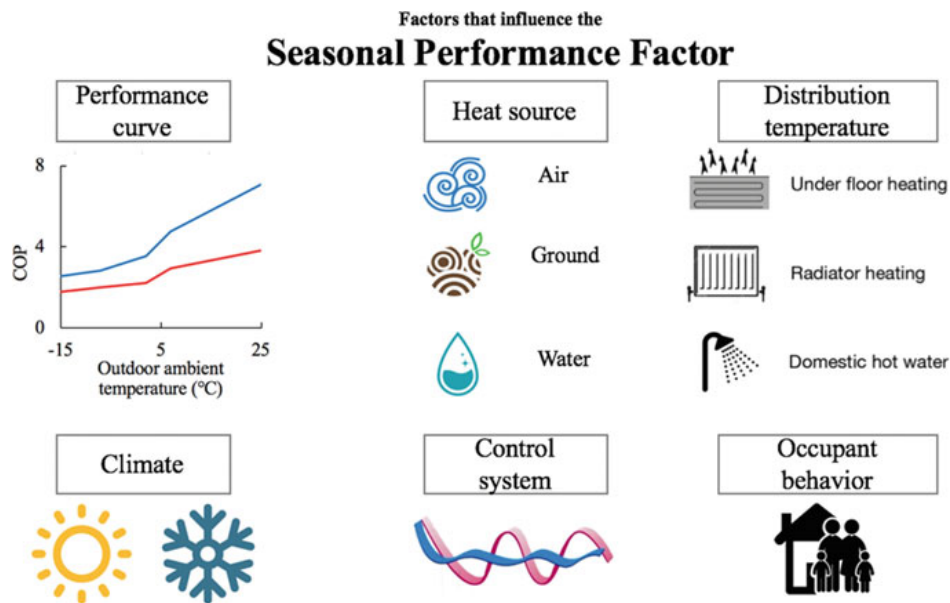 Factors that influence the
Seasonal Performance Factor
Performance
curve
8
4
0
COP
-15
5
25
Outdoor ambient
temperature (°C)
Heat source
Air
Ground
Water
Distribution
temperature
Under floor heating
Radiator heating
Domestic hot water
Climate
Control
system
Occupant
behavior